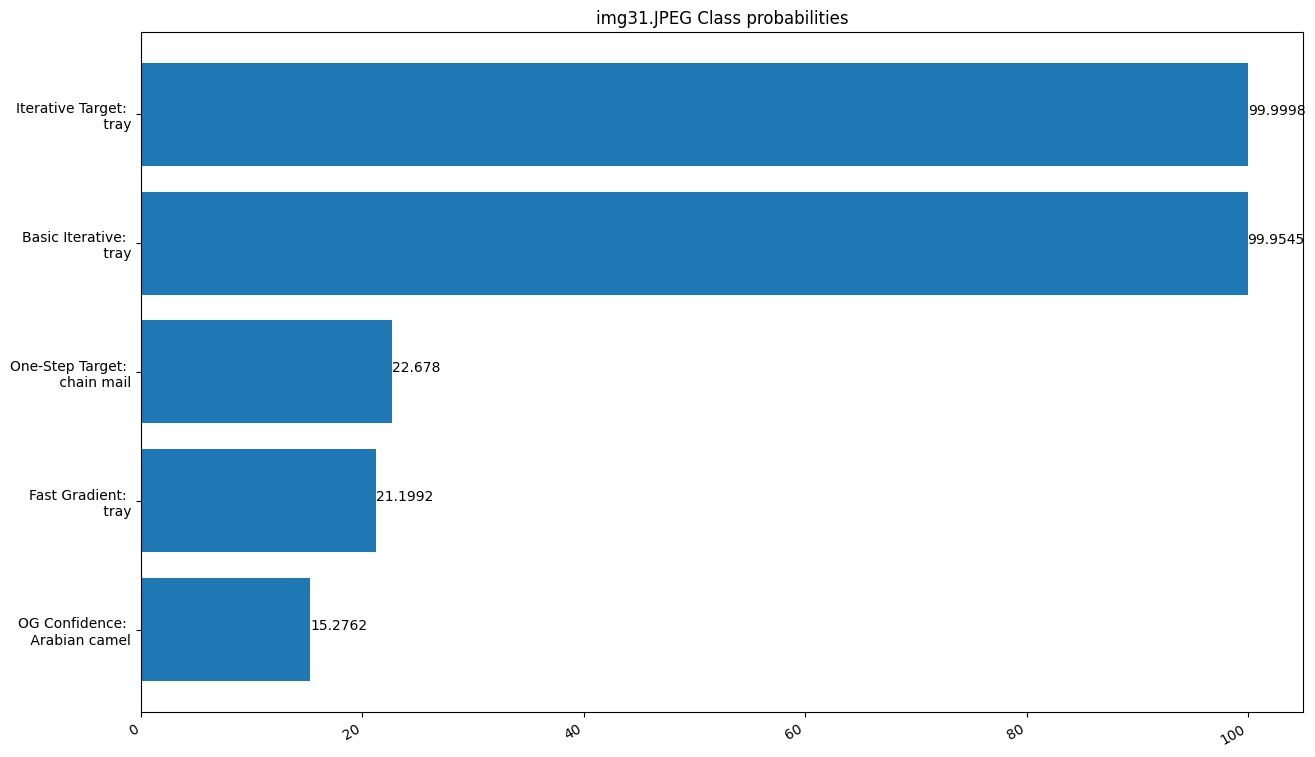 img31.JPEG Class probabilities
Iterative Target:
tray
99.9998
Basic Iterative:
tray
99.9545
One-Step Target:
chain mail
22.678
Fast Gradient:
tray
21.1992
OG Confidence:
Arabian camel
15.2762
0
20
40
60
80
100